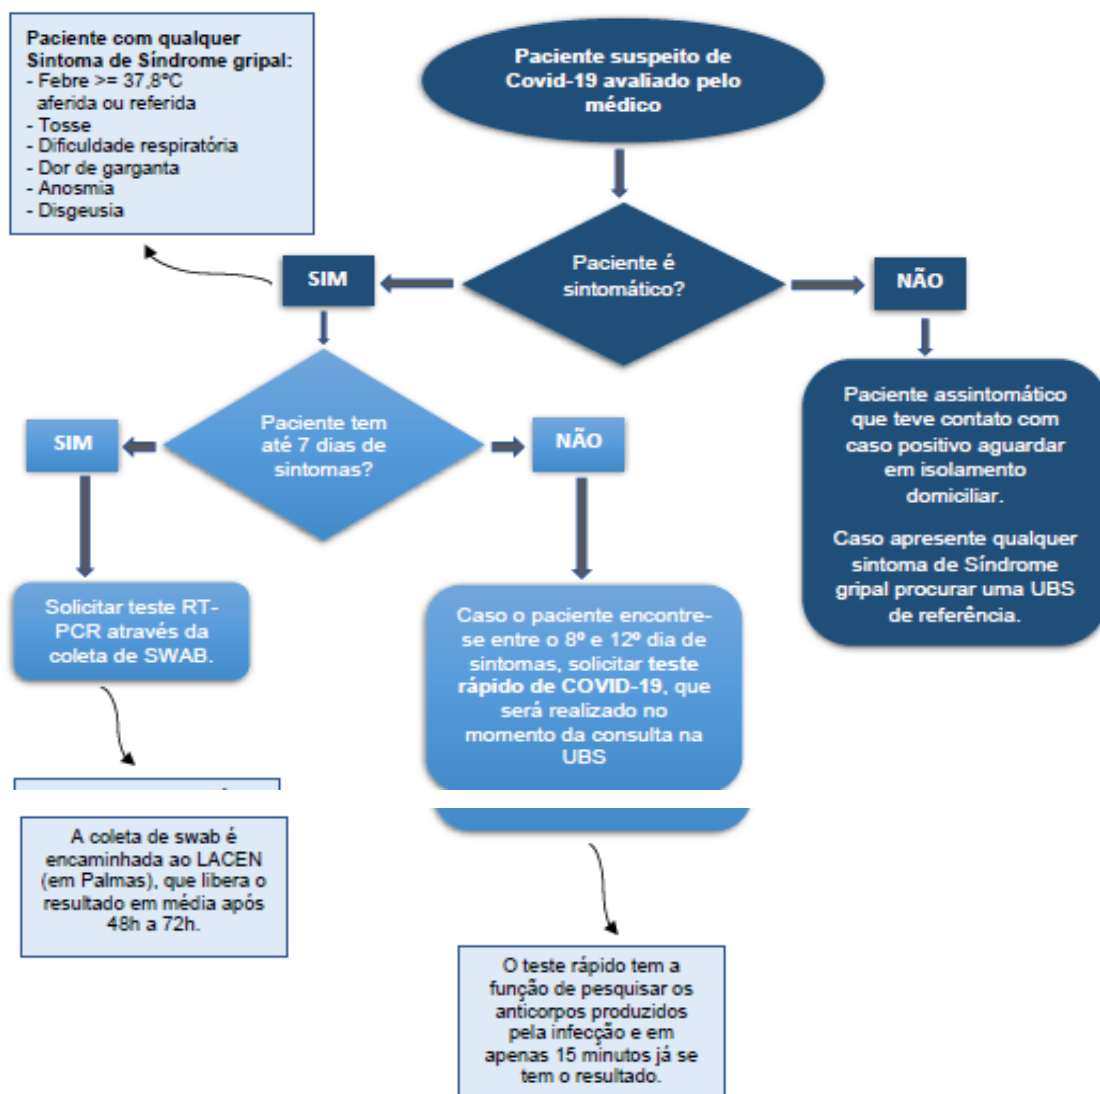 Paciente com qualquer
Sintoma de Síndrome gripal:
- Febre >= 37,8ºC
aferida ou referida
- Tosse
- Dificuldade respiratória
- Dor de garganta
- Anosmia
- Disgeusia
Paciente suspeito de
Covid-19 avaliado pelo
médico
Paciente é
sintomático?
SIM
NÃO
Paciente tem
até 7 dias de
sintomas?
SIM
NÃO
Paciente assintomático
que teve contato com
caso positivo aguardar
em isolamento
domiciliar.
Caso apresente qualquer
sintoma de Síndrome
gripal procurar uma UBS
de referência.
Solicitar teste RT-
PCR através da
coleta de SWAB.
Caso o paciente encontre-
se entre o 8º e 12º dia de
sintomas, solicitar teste
rápido de COVID-19, que
será realizado no
momento da consulta na
UBS
A coleta de swab é
encaminhada ao LACEN
(em Palmas), que libera o
resultado em média após
48h a 72h.
O teste rápido tem a
função de pesquisar os
anticorpos produzidos
pela infecção e em
apenas 15 minutos já se
tem o resultado.